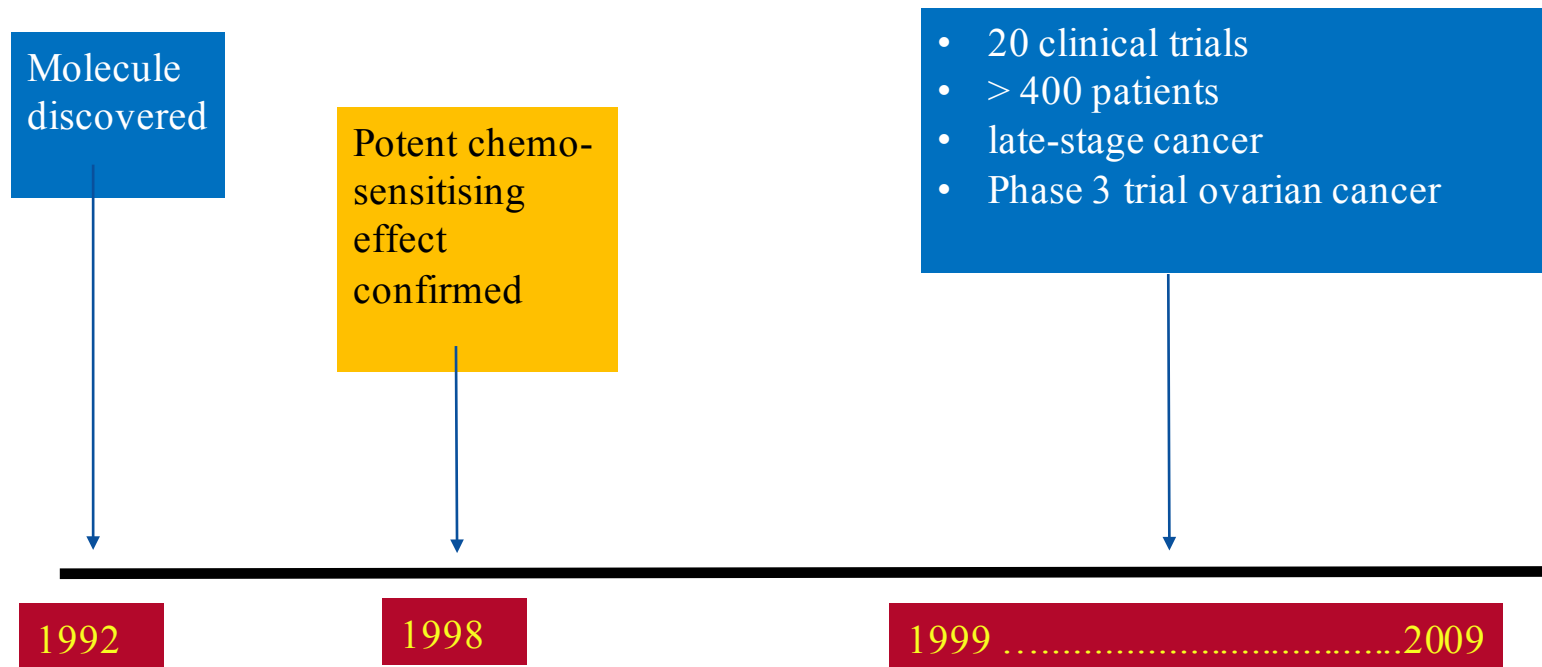 Molecule
discovered
Potent chemo-
sensitising
effect
confirmed
• 20 clinical trials
• > 400 patients
• late-stage cancer
• Phase 3 trial ovarian cancer
1992
1998
1999 …....................................2009